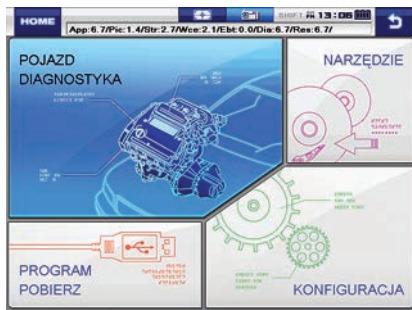 HOME
SHIFT 13:06
App:6.7/Pic:1.4/Str:2.7/Wce:2.1/Ebt:0.0/Dia:6.7/Res:6.7/
POJAZD
DIAGNOSTYKA
NARZĘDZIE
PROGRAM
POBIERZ
KONFIGURACJA